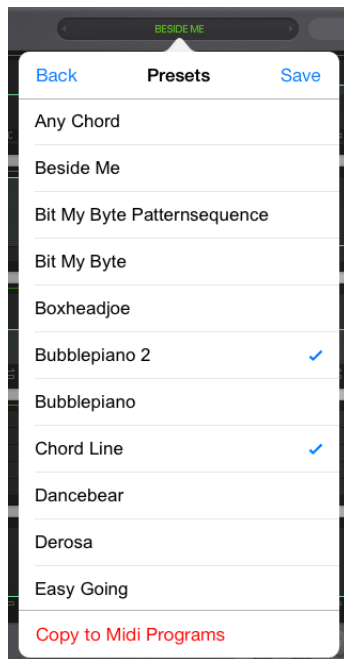 BESIDE ME
Back Presets Save
Any Chord
Beside Me
Bit My Byte Patternsequence
Bit My Byte
Boxheadjoe
Bubblepiano 2
Bubblepiano
Chord Line
Dancebear
Derosa
Easy Going
Copy to Midi Programs